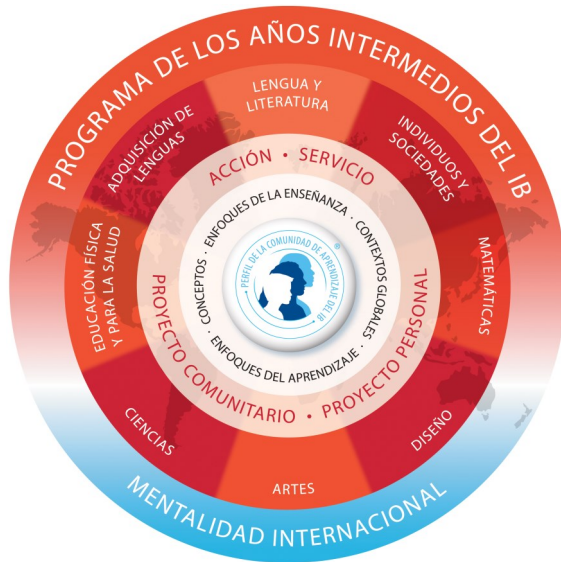 PROGRAMA DE LOS AÑOS INTERMEDIOS DEL IB
LENGUA Y
LITERATURA
INDIVIDUOS Y
SOCIEDADES
MATEMÁTICAS
DISEÑO
ARTES
CIENCIAS
EDUCACIÓN FÍSICA
Y PARA LA SALUD
ADQUISICIÓN DE
LENGUAS
ACCIÓN • SERVICIO
PROYECTO COMUNITARIO • PROYECTO PERSONAL
CONCEPTOS · ENFOQUES DE LA ENSEÑANZA · CONTEXTOS GLOBALES · ENFOQUES DEL APRENDIZAJE ·
• PERFIL DE LA COMUNIDAD DE APRENDIZAJE DEL IB •
®
MENTALIDAD INTERNACIONAL